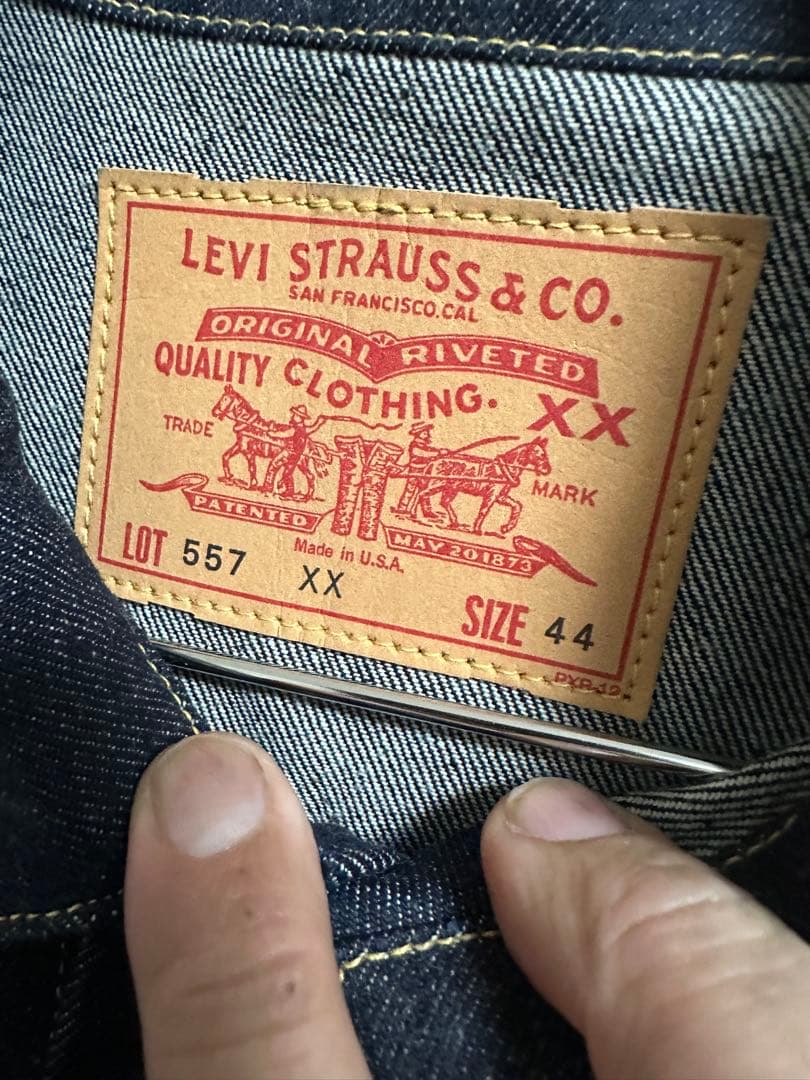 LEVI STRAUSS & CO.
SAN FRANCISCO, CAL
ORIGINAL RIVETED
QUALITY CLOTHING. XX
TRADE MARK
PATENTED MAY 20 1873
Made in U.S.A.
LOT 557 XX
SIZE 44